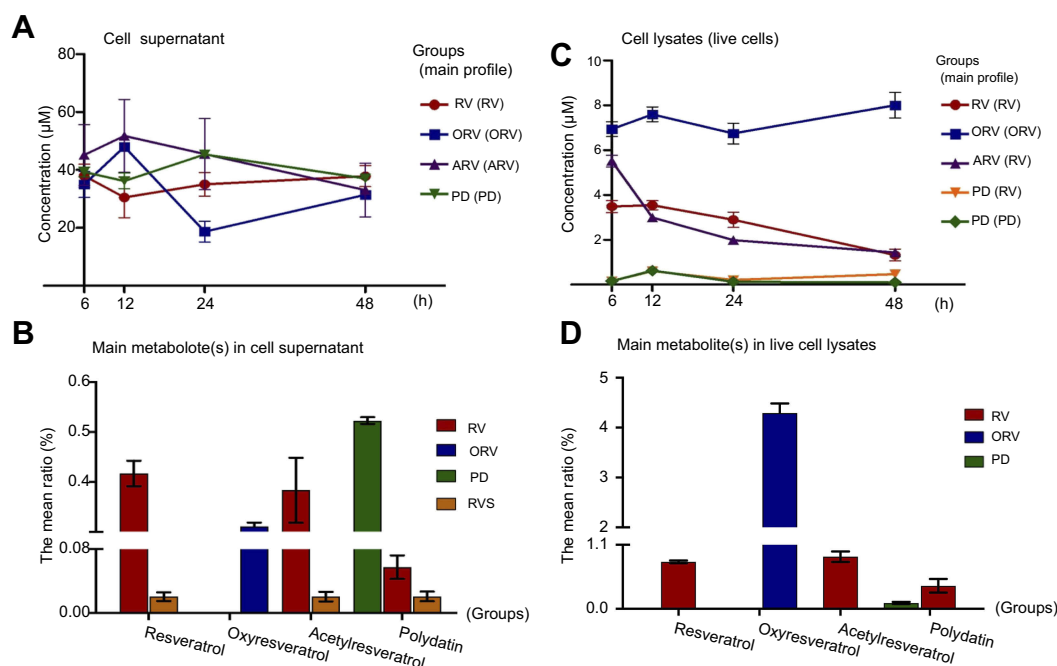 A
Cell supernatant
Groups
(main profile)
RV (RV)
ORV (ORV)
ARV (ARV)
PD (PD)
Concentration (μM)
80
60
40
20
6
12
24
48
(h)
C
Cell lysates (live cells)
Groups
(main profile)
RV (RV)
ORV (ORV)
ARV (RV)
PD (RV)
PD (PD)
Concentration (μM)
10
8
6
4
2
6
12
24
48
(h)
B
Main metabolote(s) in cell supernatant
The mean ratio (%)
0.6
0.5
0.4
0.08
0.00
RV
ORV
PD
RVS
Resveratrol
Oxyresveratrol
Acetylresveratrol
Polydatin
(Groups)
D
Main metabolite(s) in live cell lysates
The mean ratio (%)
5
4
3
2
1.1
0.0
RV
ORV
PD
Resveratrol
Oxyresveratrol
Acetylresveratrol
Polydatin
(Groups)